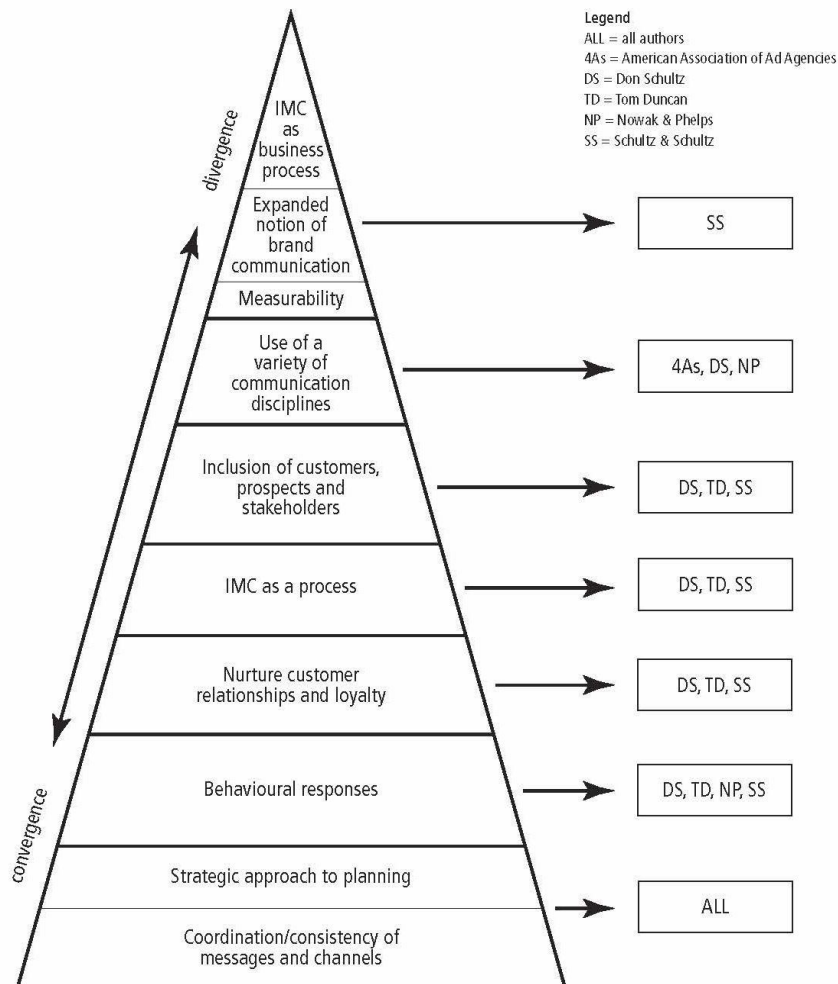 Legend
ALL = all authors
4As = American Association of Ad Agencies
DS = Don Schultz
TD = Tom Duncan
NP = Nowak & Phelps
SS = Schultz & Schultz
divergence
IMC
as
business
process
Expanded
notion of
brand
communication
SS
Measurability
Use of a
variety of
communication
disciplines
4As, DS, NP
Inclusion of customers,
prospects and
stakeholders
DS, TD, SS
IMC as a process
DS, TD, SS
Nurture customer
relationships and loyalty
DS, TD, SS
Behavioural responses
DS, TD, NP, SS
convergence
Strategic approach to planning
ALL
Coordination/consistency of
messages and channels